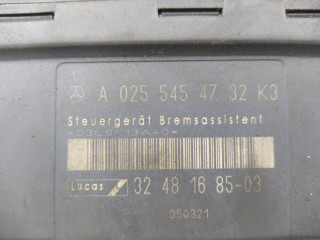 A 025 545 47 32 K3
Steuergerät Bremsassistent
Lucas 32 48 16 85-03
350321